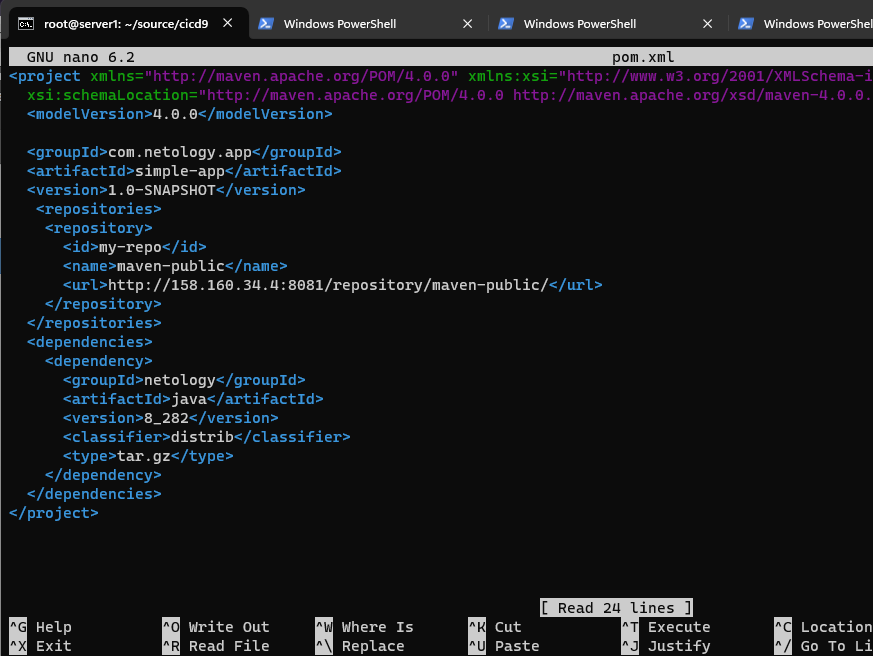 root@server1: ~/source/cicd9 Windows PowerShell Windows PowerShell Windows PowerShel
GNU nano 6.2 pom.xml
<project xmlns="http://maven.apache.org/POM/4.0.0" xmlns:xsi="http://www.w3.org/2001/XMLSchema-i
  xsi:schemaLocation="http://maven.apache.org/POM/4.0.0 http://maven.apache.org/xsd/maven-4.0.0.
  <modelVersion>4.0.0</modelVersion>

  <groupId>com.netology.app</groupId>
  <artifactId>simple-app</artifactId>
  <version>1.0-SNAPSHOT</version>
   <repositories>
    <repository>
      <id>my-repo</id>
      <name>maven-public</name>
      <url>http://158.160.34.4:8081/repository/maven-public/</url>
    </repository>
  </repositories>
  <dependencies>
    <dependency>
      <groupId>netology</groupId>
      <artifactId>java</artifactId>
      <version>8_282</version>
      <classifier>distrib</classifier>
      <type>tar.gz</type>
    </dependency>
  </dependencies>
</project>
[ Read 24 lines ]
^G Help ^O Write Out ^W Where Is ^K Cut ^T Execute ^C Location
^X Exit ^R Read File ^\ Replace ^U Paste ^J Justify ^/ Go To Li